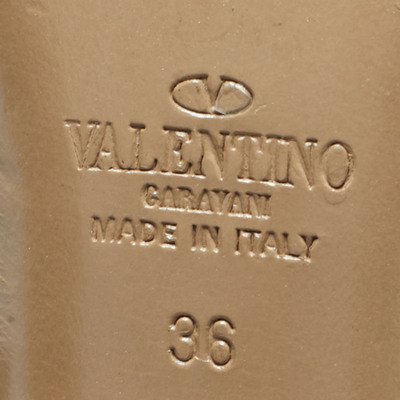 VALENTINO
GARAVANI
MADE IN ITALY
36